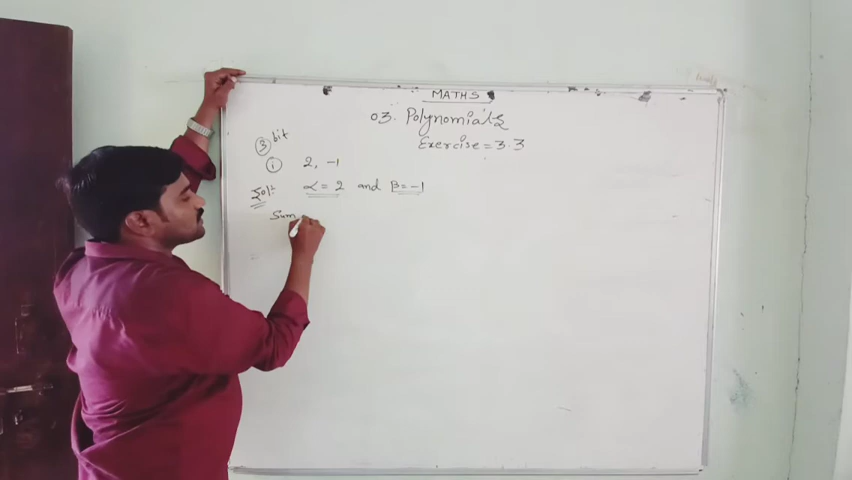 MATHS
03. Polynomials
Exercise = 3.3
③ bit
ⓘ 2, -1
Sol: α = 2 and β = -1
Sum